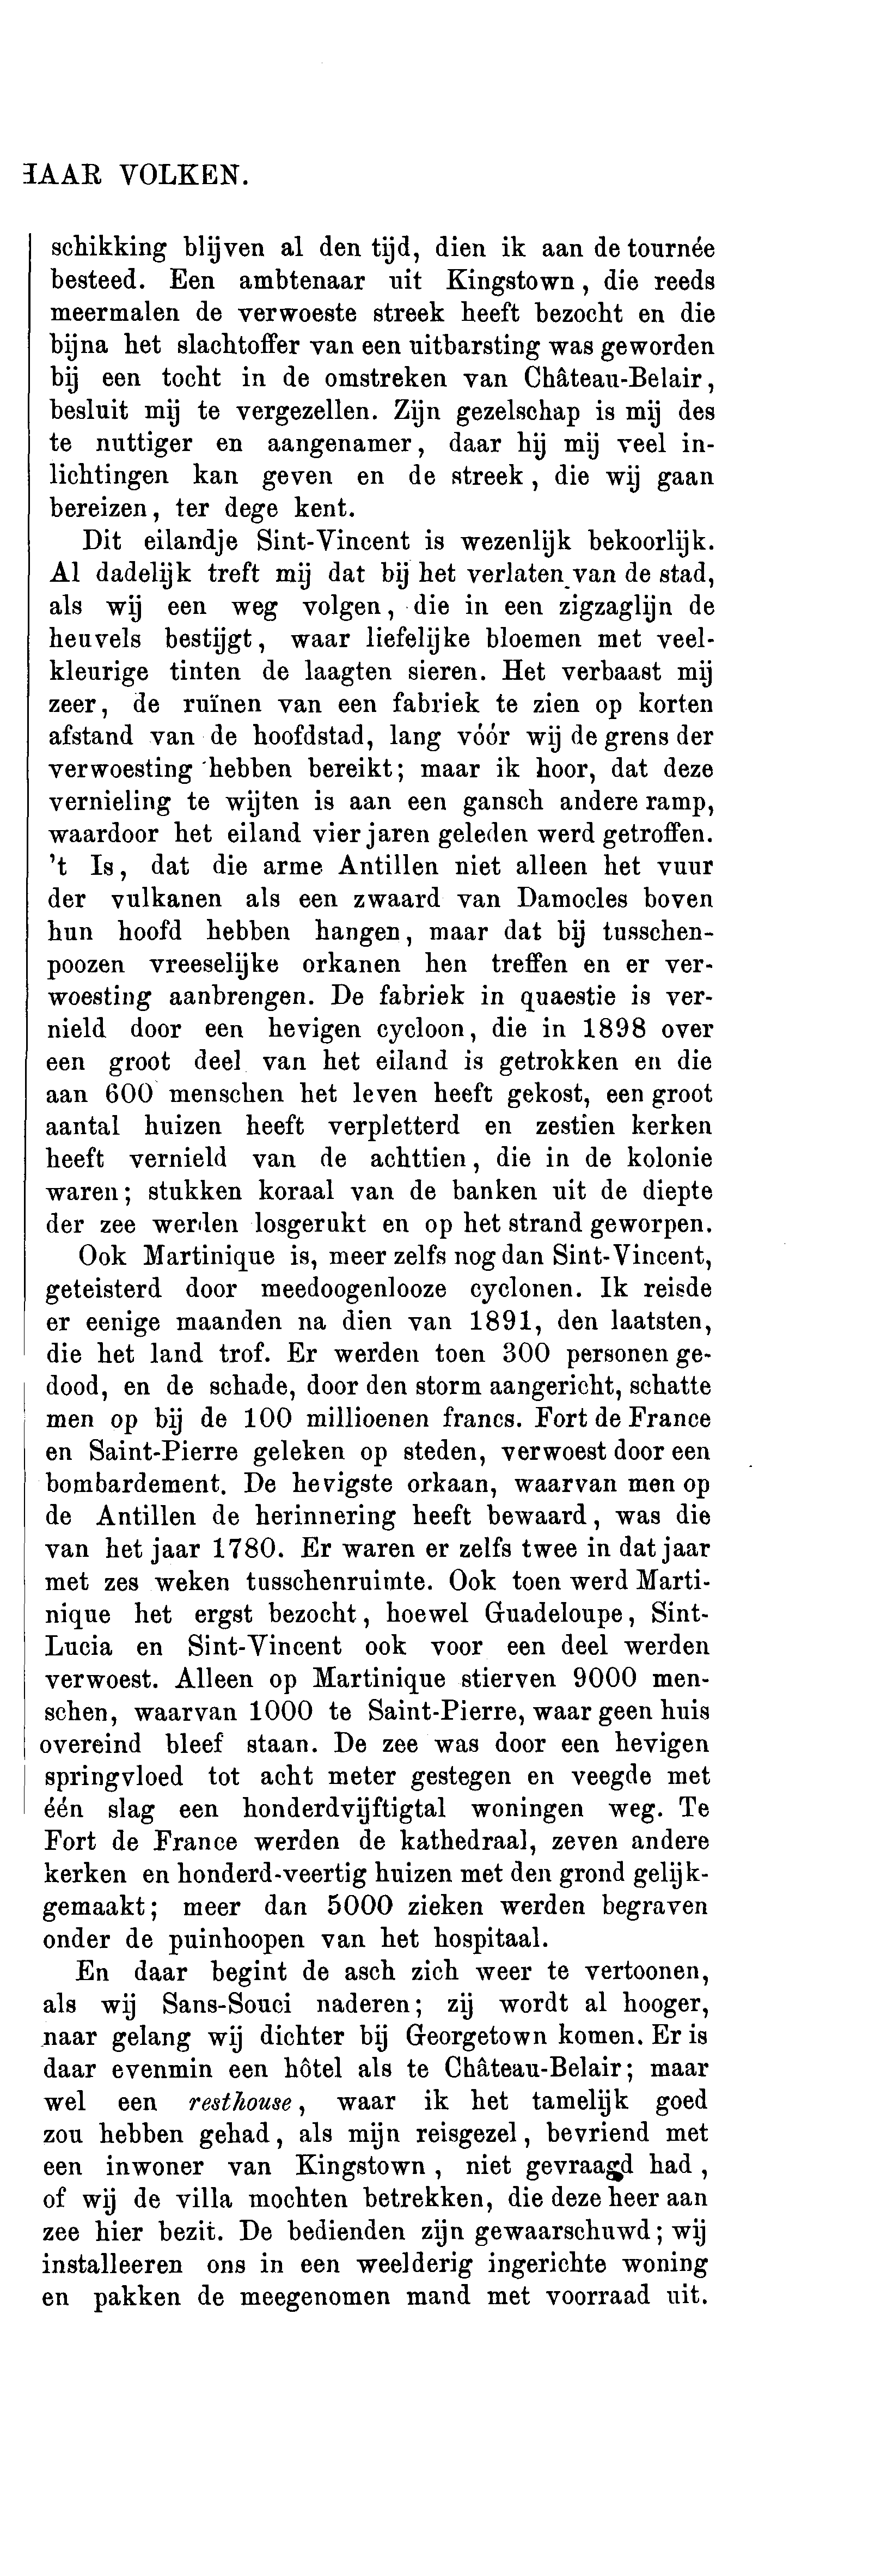 HAAR VOLKEN.
schikking blijven al den tijd, dien ik aan de tournée
besteed. Een ambtenaar uit Kingstown, die reeds
meermalen de verwoeste streek heeft bezocht en die
bijna het slachtoffer van een uitbarsting was geworden
bij een tocht in de omstreken van Château-Belair,
besluit mij te vergezellen. Zijn gezelschap is mij des
te nuttiger en aangenamer, daar hij mij veel in-
lichtingen kan geven en de streek, die wij gaan
bereizen, ter dege kent.
Dit eilandje Sint-Vincent is wezenlijk bekoorlijk.
Al dadelijk treft mij dat bij het verlaten van de stad,
als wij een weg volgen, die in een zigzaglijn de
heuvels bestijgt, waar liefelijke bloemen met veel-
kleurige tinten de laagten sieren. Het verbaast mij
zeer, de ruïnen van een fabriek te zien op korten
afstand van de hoofdstad, lang vóór wij de grens der
verwoesting hebben bereikt; maar ik hoor, dat deze
vernieling te wijten is aan een gansch andere ramp,
waardoor het eiland vier jaren geleden werd getroffen.
't Is, dat die arme Antillen niet alleen het vuur
der vulkanen als een zwaard van Damocles boven
hun hoofd hebben hangen, maar dat bij tusschen-
poozen vreeselijke orkanen hen treffen en er ver-
woesting aanbrengen. De fabriek in quaestie is ver-
nield door een hevigen cycloon, die in 1898 over
een groot deel van het eiland is getrokken en die
aan 600 menschen het leven heeft gekost, een groot
aantal huizen heeft verpletterd en zestien kerken
heeft vernield van de achttien, die in de kolonie
waren; stukken koraal van de banken uit de diepte
der zee werden losgerukt en op het strand geworpen.
Ook Martinique is, meer zelfs nog dan Sint-Vincent,
geteisterd door meedoogenlooze cyclonen. Ik reisde
er eenige maanden na dien van 1891, den laatsten,
die het land trof. Er werden toen 300 personen ge-
dood, en de schade, door den storm aangericht, schatte
men op bij de 100 millioenen francs. Fort de France
en Saint-Pierre geleken op steden, verwoest door een
bombardement. De hevigste orkaan, waarvan men op
de Antillen de herinnering heeft bewaard, was die
van het jaar 1780. Er waren er zelfs twee in dat jaar
met zes weken tusschenruimte. Ook toen werd Marti-
nique het ergst bezocht, hoewel Guadeloupe, Sint-
Lucia en Sint-Vincent ook voor een deel werden
verwoest. Alleen op Martinique stierven 9000 men-
schen, waarvan 1000 te Saint-Pierre, waar geen huis
overeind bleef staan. De zee was door een hevigen
springvloed tot acht meter gestegen en veegde met
één slag een honderdvijftigtal woningen weg. Te
Fort de France werden de kathedraal, zeven andere
kerken en honderd-veertig huizen met den grond gelijk-
gemaakt; meer dan 5000 zieken werden begraven
onder de puinhoopen van het hospitaal.
En daar begint de asch zich weer te vertoonen,
als wij Sans-Souci naderen; zij wordt al hooger,
naar gelang wij dichter bij Georgetown komen. Er is
daar evenmin een hôtel als te Château-Belair; maar
wel een resthouse, waar ik het tamelijk goed
zou hebben gehad, als mijn reisgezel, bevriend met
een inwoner van Kingstown, niet gevraagd had,
of wij de villa mochten betrekken, die deze heer aan
zee hier bezit. De bedienden zijn gewaarschuwd; wij
installeeren ons in een weelderig ingerichte woning
en pakken de meegenomen mand met voorraad uit.